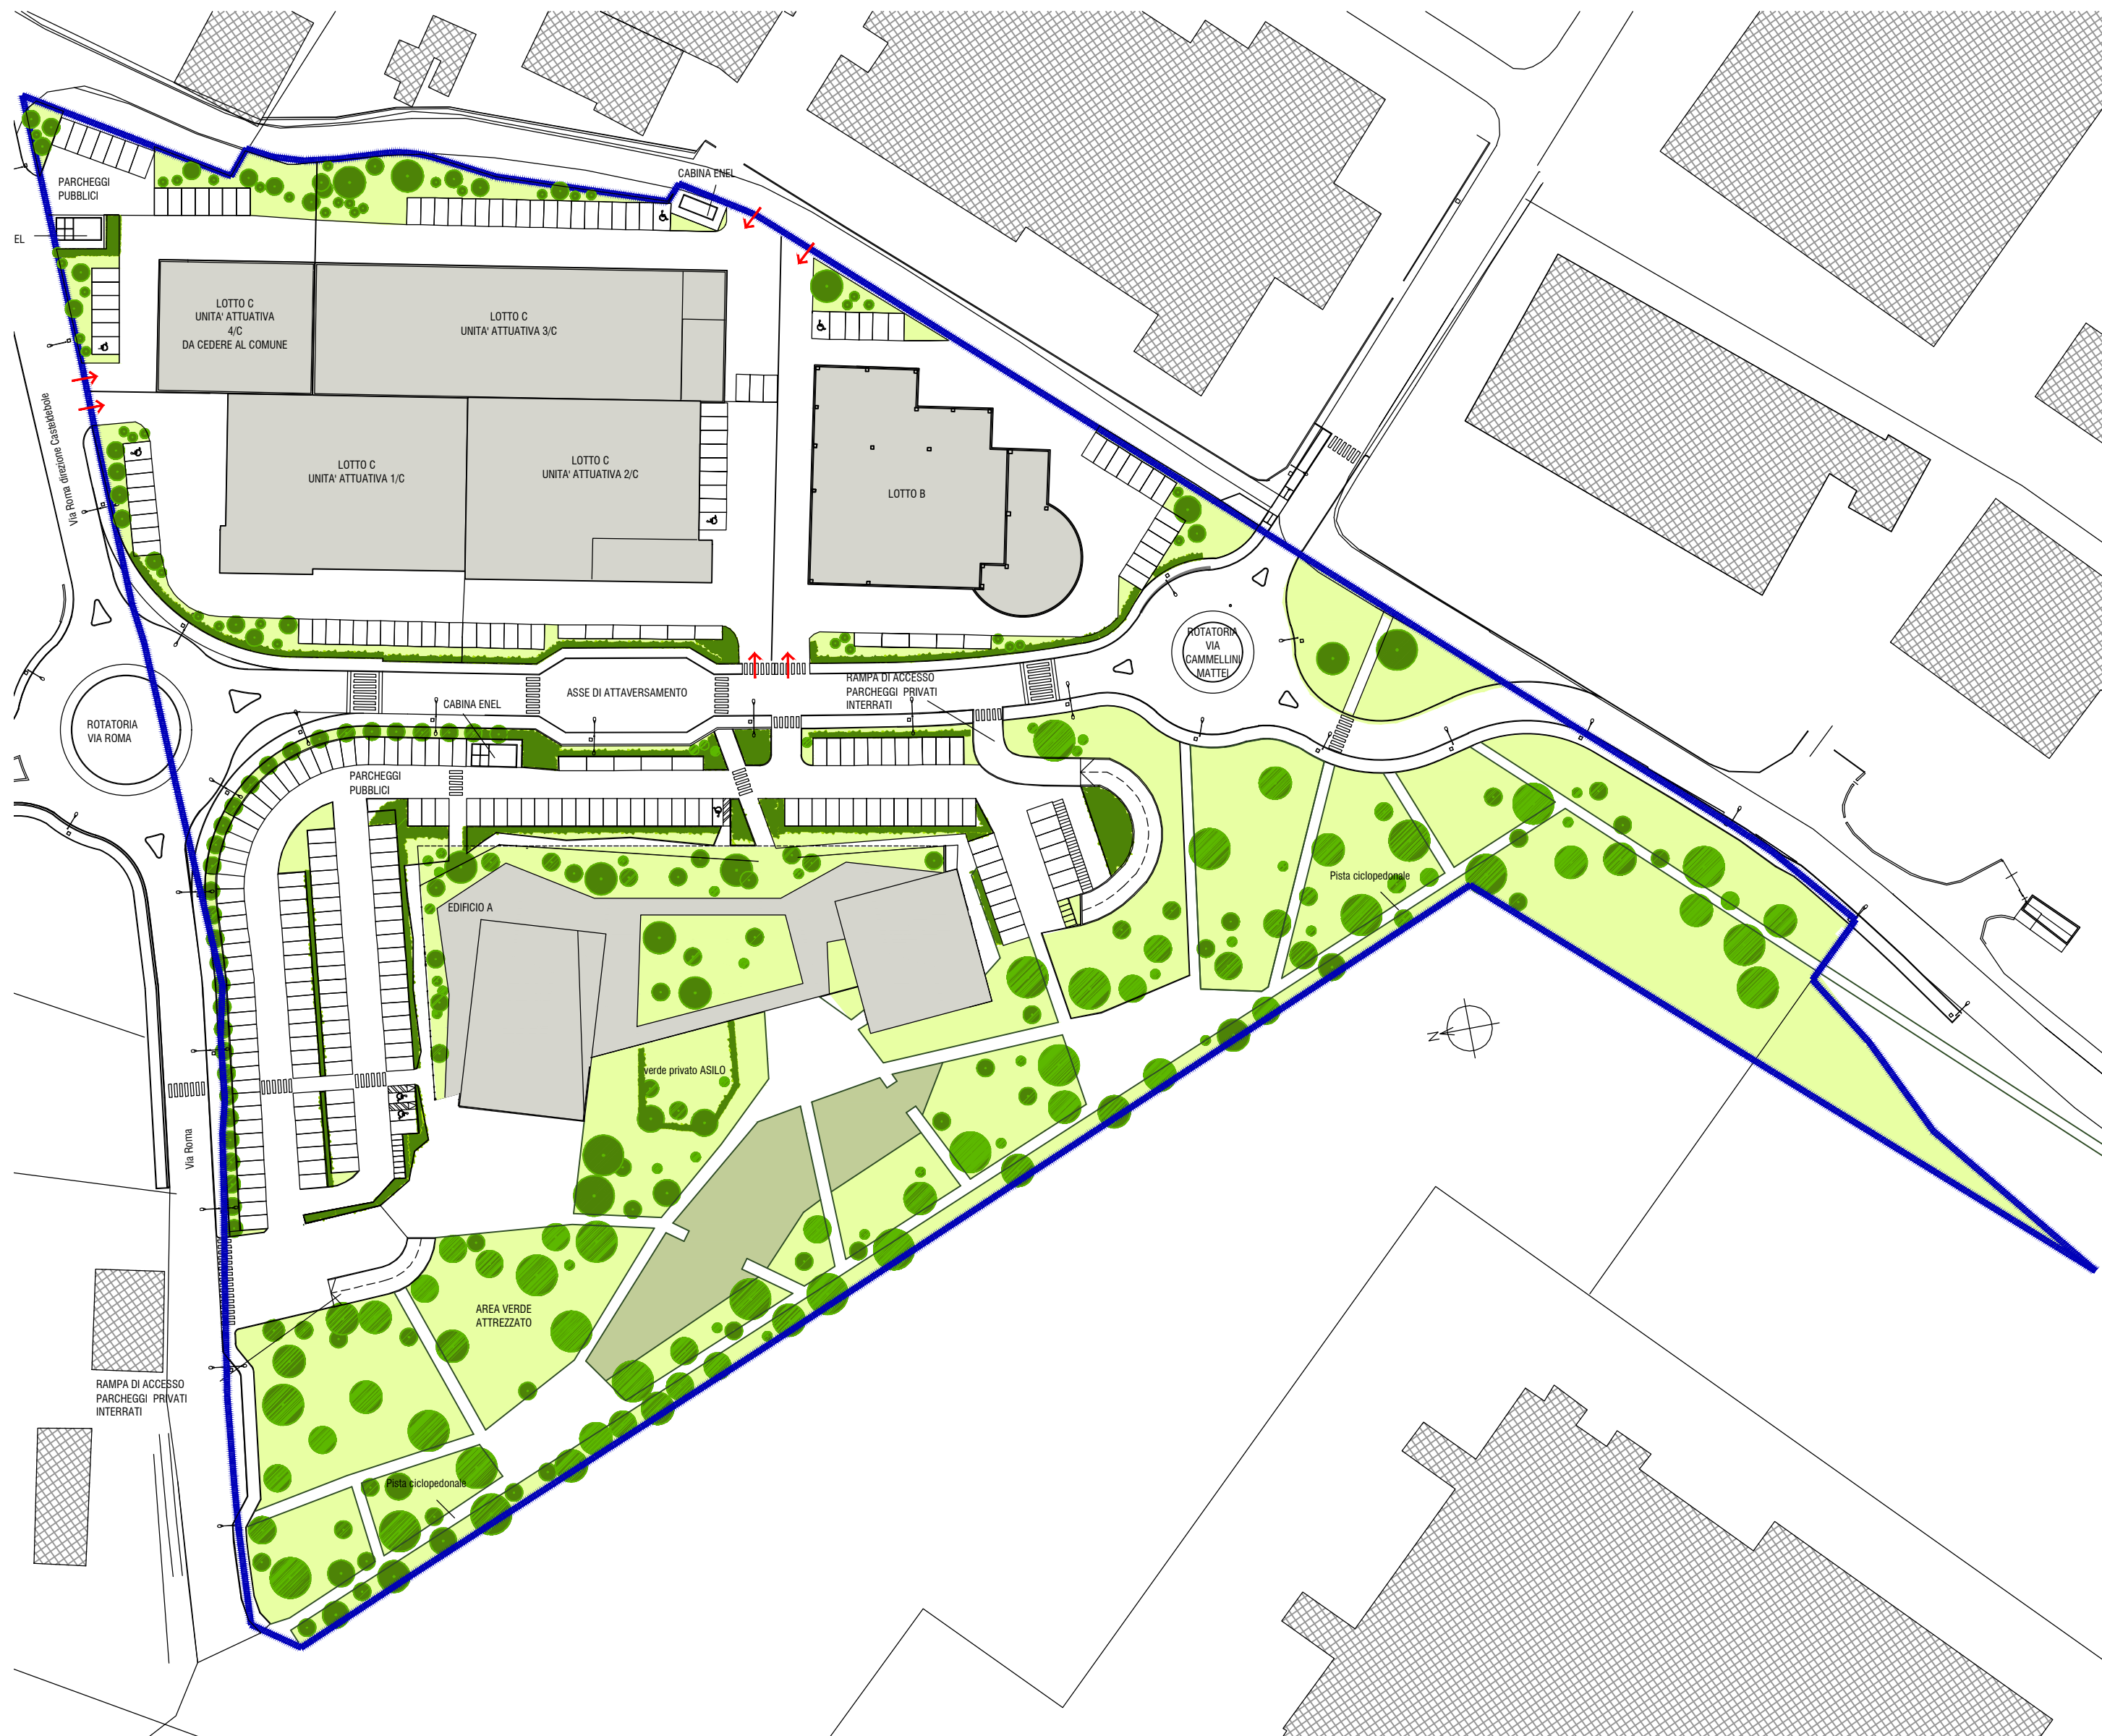 CABINA ENEL
PARCHEGGI
PUBBLICI
EL
LOTTO C
UNITA' ATTUATIVA
4/C
DA CEDERE AL COMUNE
LOTTO C
UNITA' ATTUATIVA 3/C
Via Roma direzione Casteldebole
LOTTO C
UNITA' ATTUATIVA 1/C
LOTTO C
UNITA' ATTUATIVA 2/C
LOTTO B
ROTATORIA
VIA
CAMMELLINI
MATTEI
RAMPA DI ACCESSO
PARCHEGGI PRIVATI
INTERRATI
ASSE DI ATTAVERSAMENTO
CABINA ENEL
ROTATORIA
VIA ROMA
PARCHEGGI
PUBBLICI
Pista ciclopedonale
EDIFICIO A
N
verde privato ASILO
Via Roma
AREA VERDE
ATTREZZATO
RAMPA DI ACCESSO
PARCHEGGI PRIVATI
INTERRATI
Pista ciclopedonale